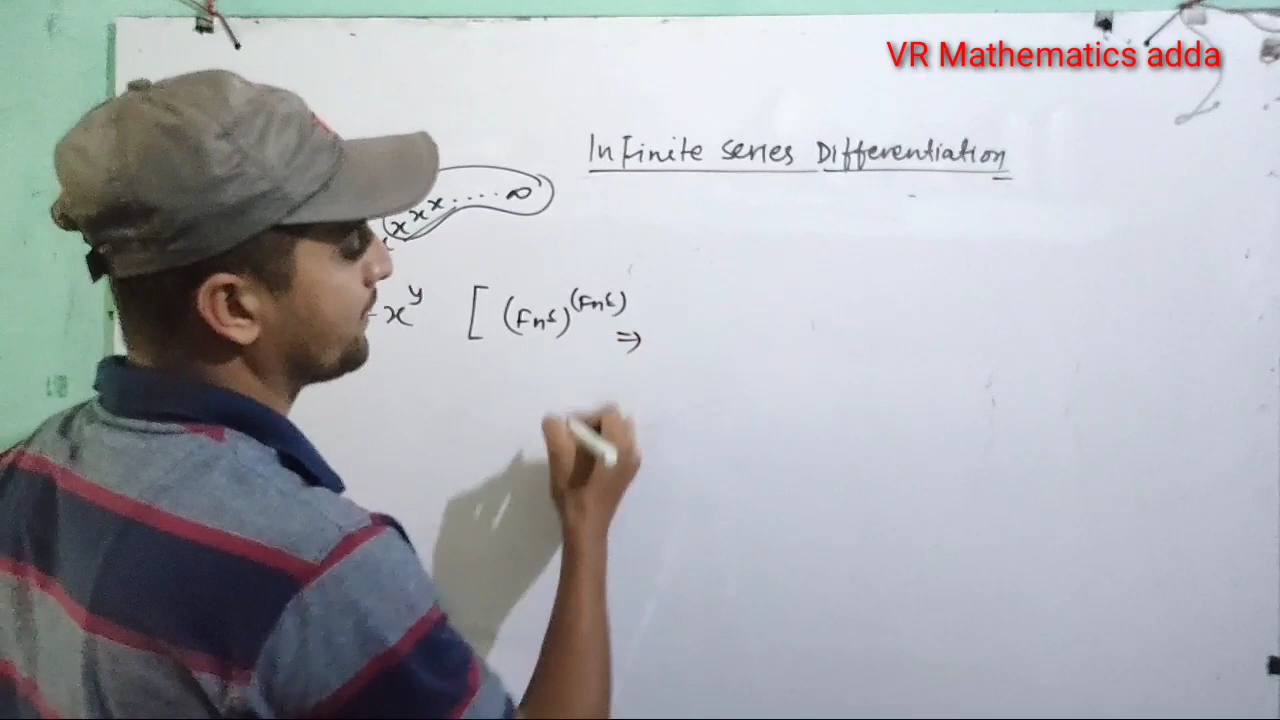 VR Mathematics adda
Infinite series Differentiation
x x x x .... ∞
x^y [ (Fnc)^(Fnc)
⇒